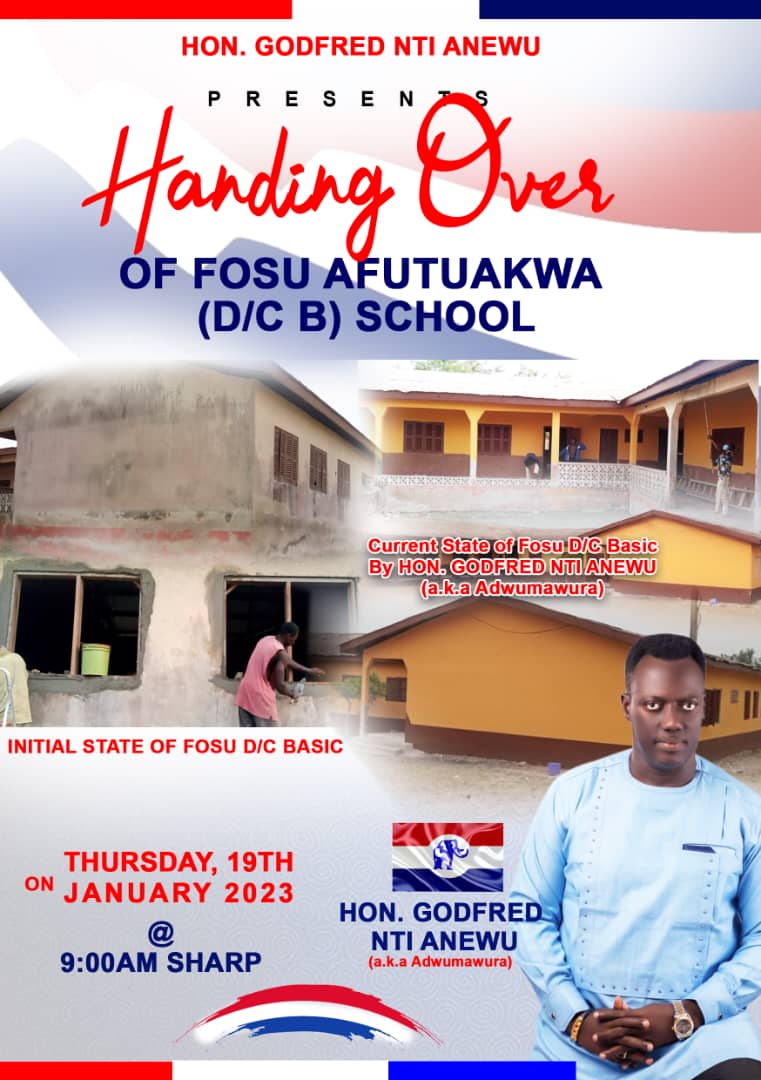 HON. GODFRED NTI ANEWU
PRESENTS
Handing Over
OF FOSU AFUTUAKWA
(D/C B) SCHOOL
Current State of Fosu D/C Basic
By HON. GODFRED NTI ANEWU
(a.k.a Adwumawura)
INITIAL STATE OF FOSU D/C BASIC
ON THURSDAY, 19TH
JANUARY 2023
@
9:00AM SHARP
HON. GODFRED
NTI ANEWU
(a.k.a Adwumawura)